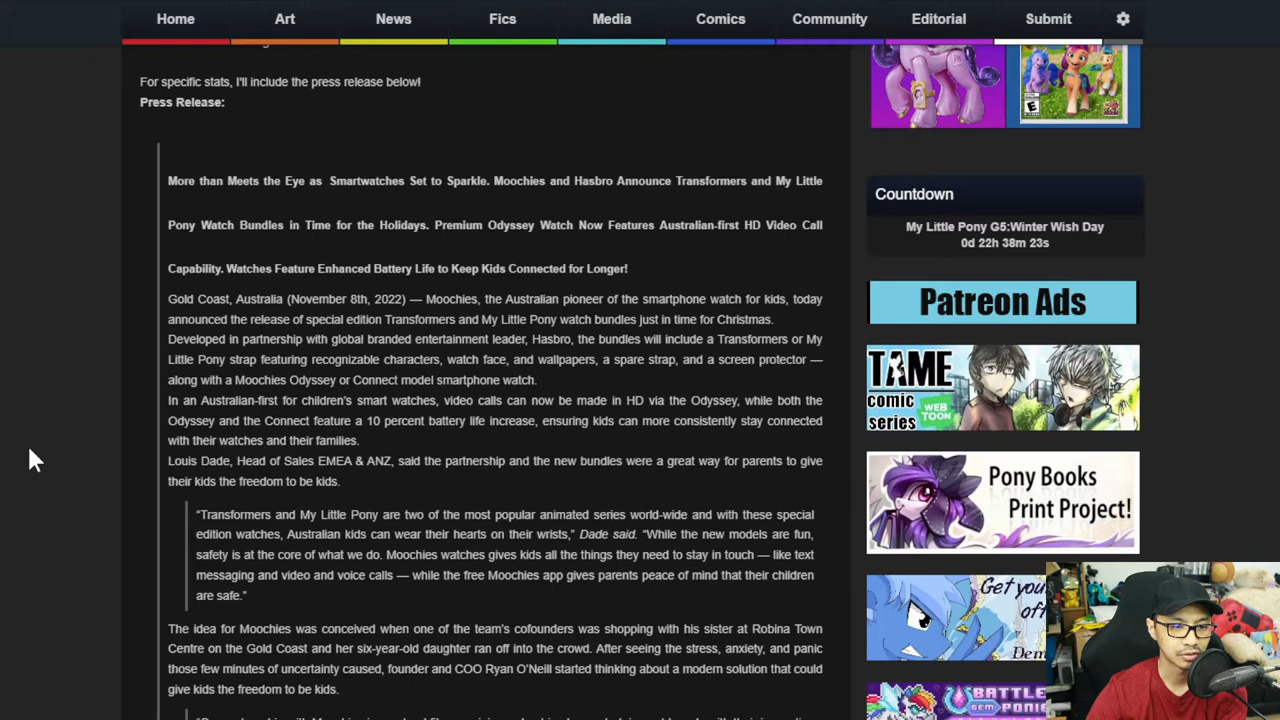 Home Art News Fics Media Comics Community Editorial Submit
For specific stats, I'll include the press release below!
Press Release:
More than Meets the Eye as Smartwatches Set to Sparkle. Moochies and Hasbro Announce Transformers and My Little
Pony Watch Bundles in Time for the Holidays. Premium Odyssey Watch Now Features Australian-first HD Video Call
Capability. Watches Feature Enhanced Battery Life to Keep Kids Connected for Longer!
Gold Coast, Australia (November 8th, 2022) — Moochies, the Australian pioneer of the smartphone watch for kids, today
announced the release of special edition Transformers and My Little Pony watch bundles just in time for Christmas.
Developed in partnership with global branded entertainment leader, Hasbro, the bundles will include a Transformers or My
Little Pony strap featuring recognizable characters, watch face, and wallpapers, a spare strap, and a screen protector —
along with a Moochies Odyssey or Connect model smartphone watch.
In an Australian-first for children's smart watches, video calls can now be made in HD via the Odyssey, while both the
Odyssey and the Connect feature a 10 percent battery life increase, ensuring kids can more consistently stay connected
with their watches and their families.
Louis Dade, Head of Sales EMEA & ANZ, said the partnership and the new bundles were a great way for parents to give
their kids the freedom to be kids.
“Transformers and My Little Pony are two of the most popular animated series world-wide and with these special
edition watches, Australian kids can wear their hearts on their wrists,” Dade said. “While the new models are fun,
safety is at the core of what we do. Moochies watches gives kids all the things they need to stay in touch — like text
messaging and video and voice calls — while the free Moochies app gives parents peace of mind that their children
are safe.”
The idea for Moochies was conceived when one of the team's cofounders was shopping with his sister at Robina Town
Centre on the Gold Coast and her six-year-old daughter ran off into the crowd. After seeing the stress, anxiety, and panic
those few minutes of uncertainty caused, founder and COO Ryan O'Neill started thinking about a modern solution that could
give kids the freedom to be kids.
Countdown
My Little Pony G5:Winter Wish Day
0d 22h 38m 23s
Patreon Ads
TAME
comic
series
WEB
TOON
Pony Books
Print Project!
Get you
off
Dem
BATTLE
GEM PONIES